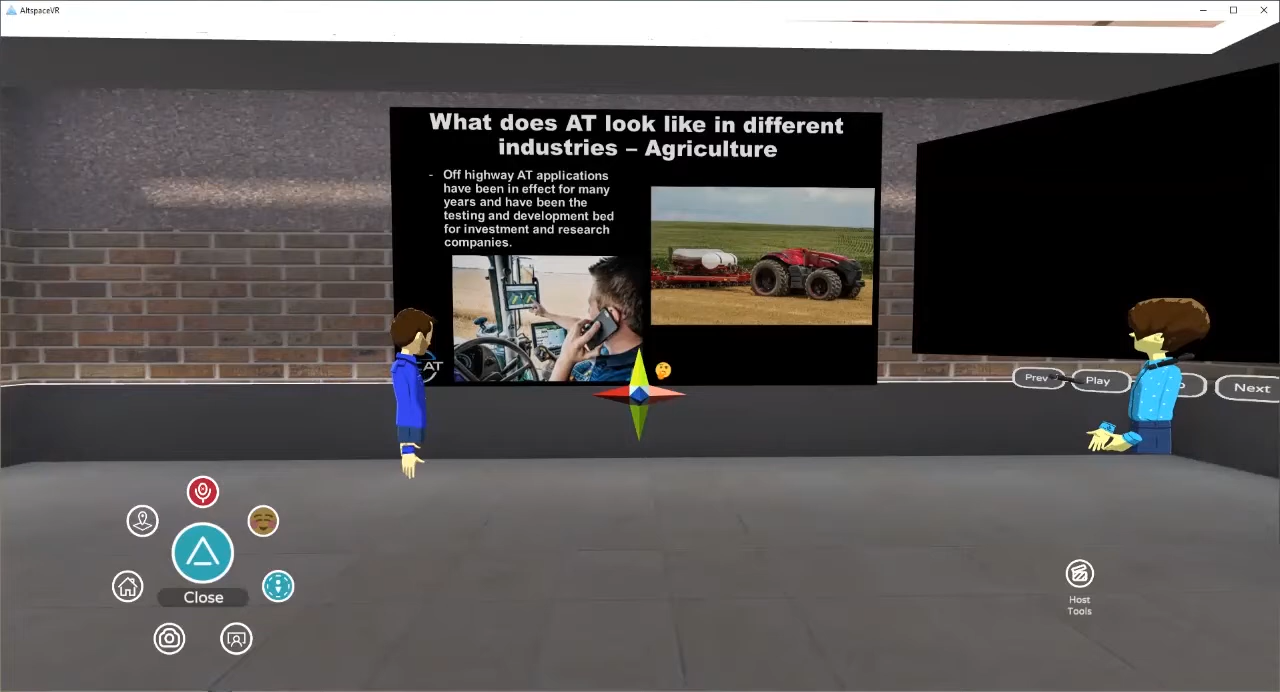 AltspaceVR
What does AT look like in different
industries – Agriculture
- Off highway AT applications
have been in effect for many
years and have been the
testing and development bed
for investment and research
companies.
AT
Prev
Play
Next
Close
Host
Tools